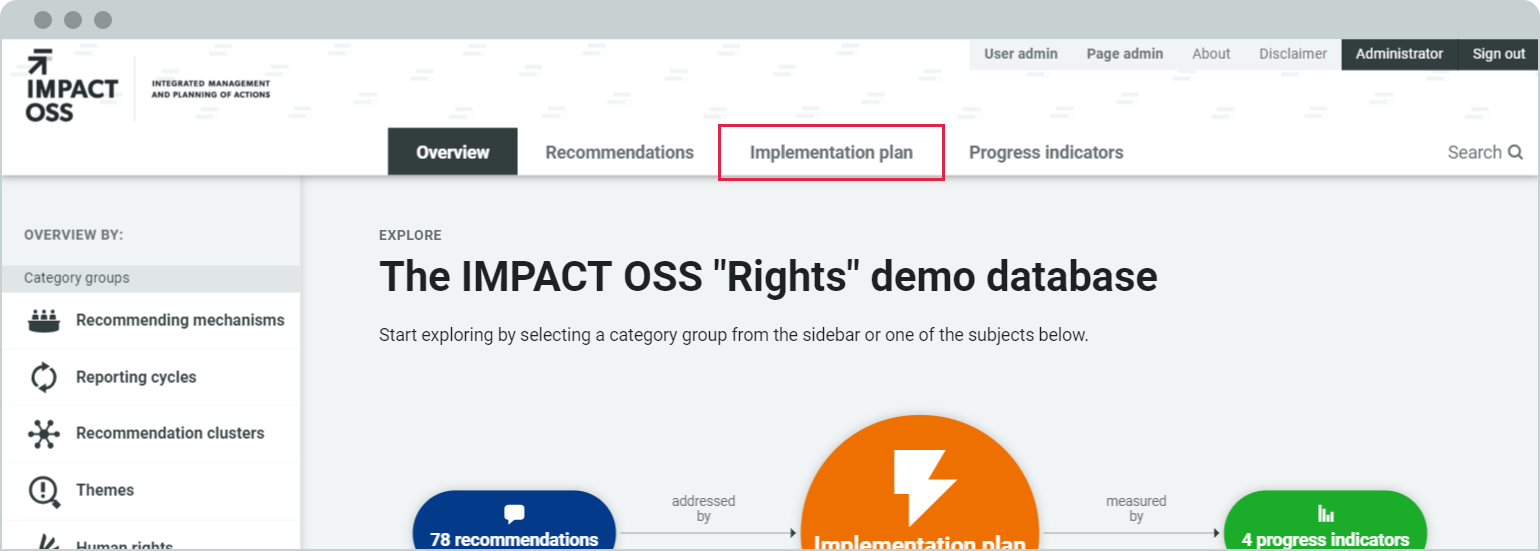 User admin Page admin About Disclaimer Administrator Sign out
IMPACT
OSS
INTEGRATED MANAGEMENT
AND PLANNING OF ACTIONS
Overview Recommendations Implementation plan Progress indicators Search
OVERVIEW BY:
Category groups
Recommending mechanisms
Reporting cycles
Recommendation clusters
Themes
Human rights
EXPLORE
The IMPACT OSS "Rights" demo database
Start exploring by selecting a category group from the sidebar or one of the subjects below.
78 recommendations
addressed
by
Implementation plan
measured
by
4 progress indicators